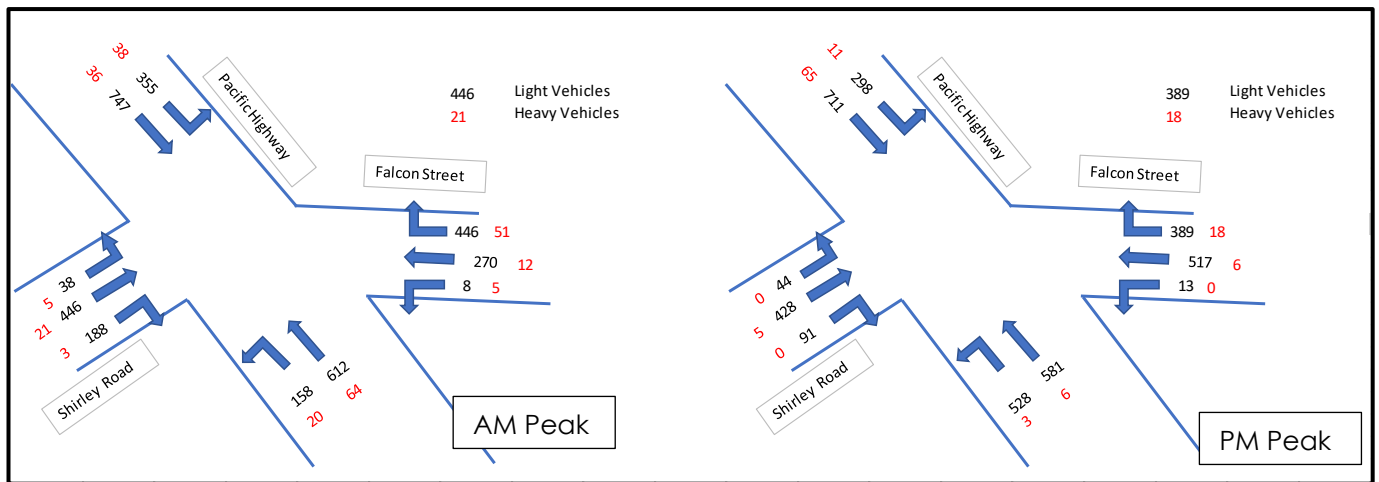 38
36
355
747
Pacific Highway
446 Light Vehicles
21 Heavy Vehicles
Falcon Street
446 51
270 12
8 5
5 38
21 446
3 188
Shirley Road
158 612
20 64
AM Peak
11
65
298
711
Pacific Highway
389 Light Vehicles
18 Heavy Vehicles
Falcon Street
389 18
517 6
13 0
0 44
5 428
0 91
Shirley Road
528 581
3 6
PM Peak